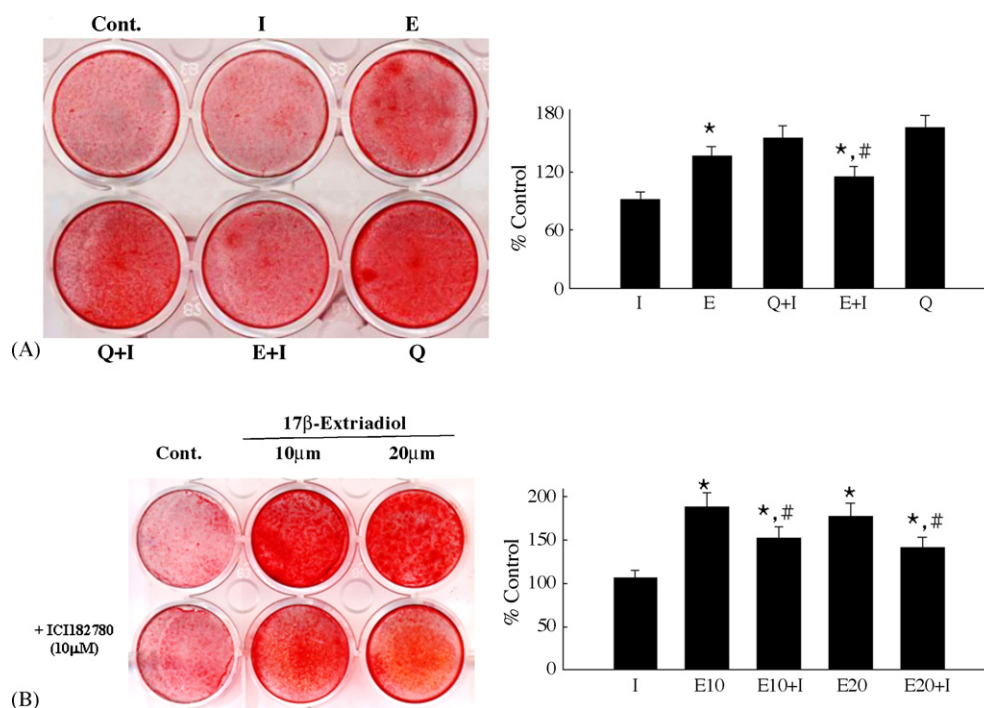 Cont. I E
Q+I E+I Q
(A)
180
120
60
0
% Control
*
*, #
I E Q+I E+I Q
17β-Extriadiol
Cont. 10μm 20μm
+ ICI182780
(10μM)
(B)
200
150
100
50
0
% Control
*
*, #
*
*, #
I E10 E10+I E20 E20+I